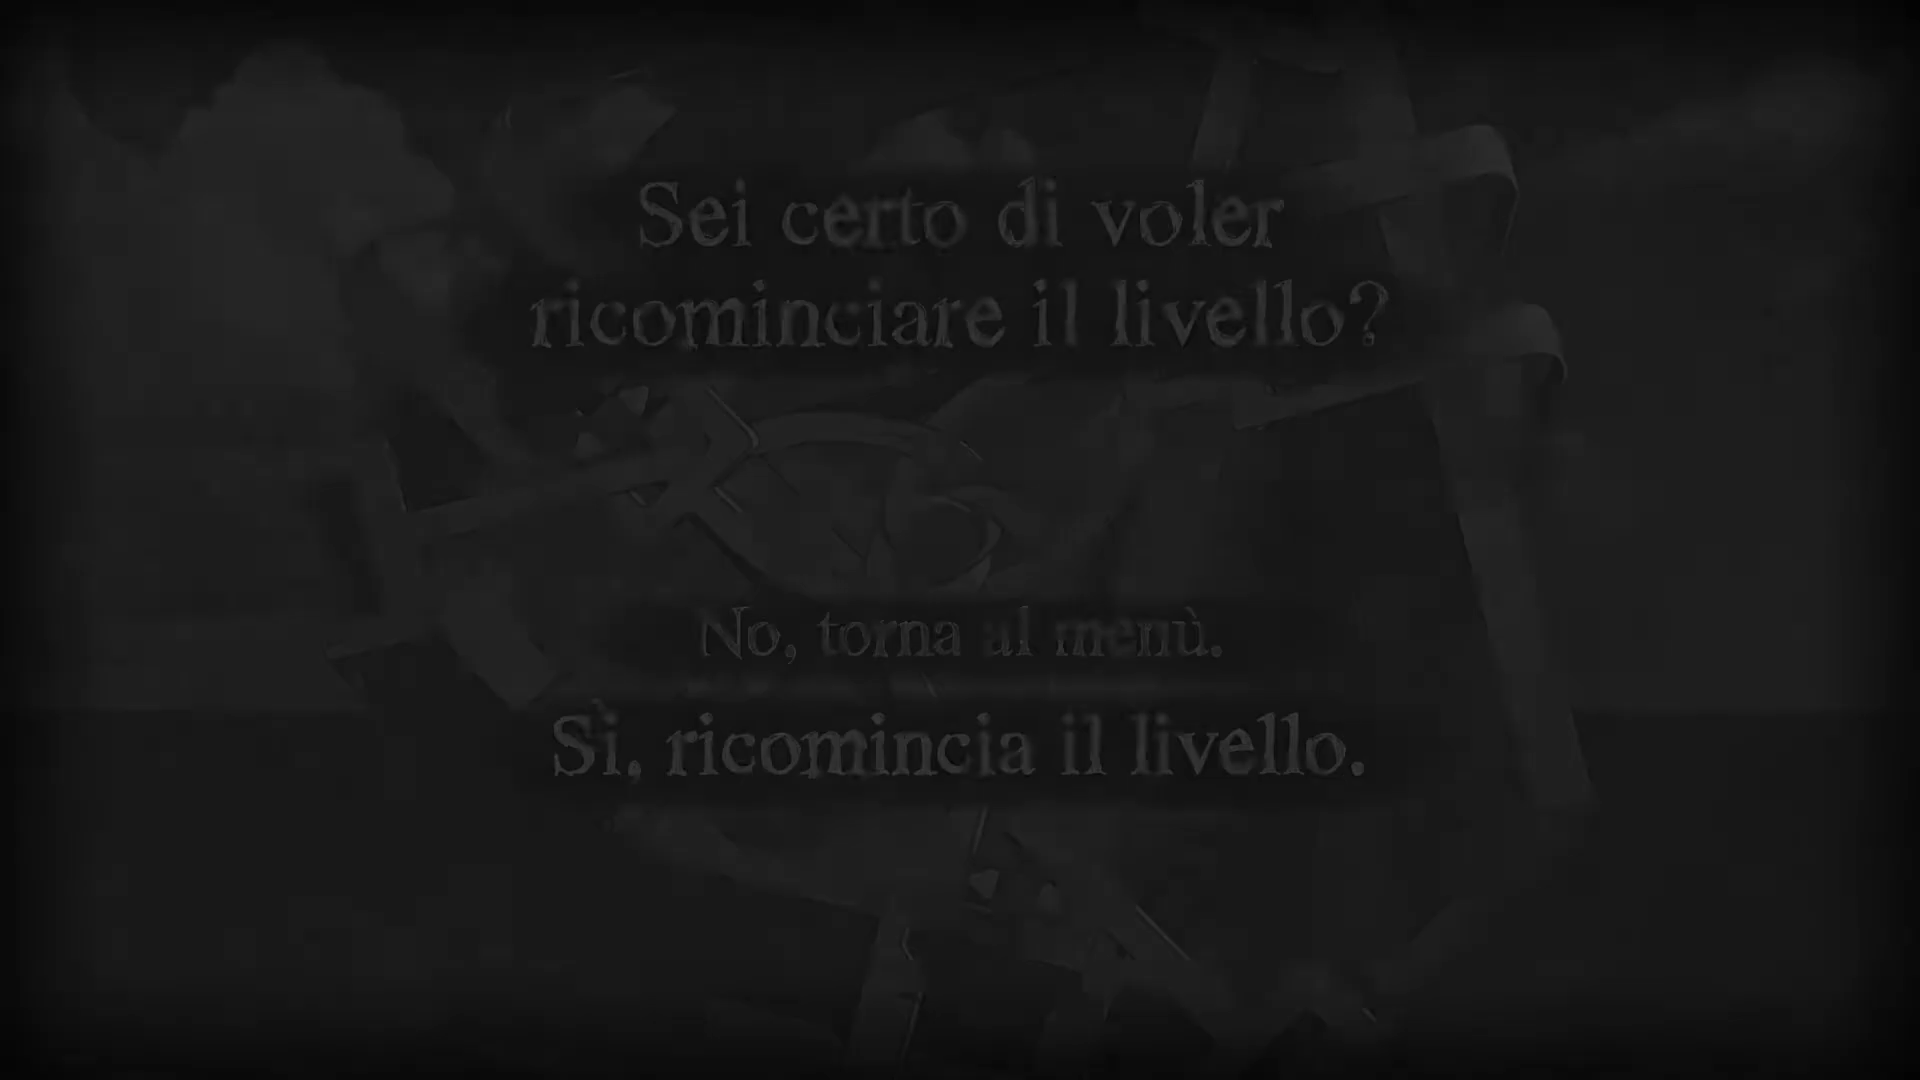 Sei certo di voler
ricominciare il livello?
No, torna al menù.
Sì, ricomincia il livello.